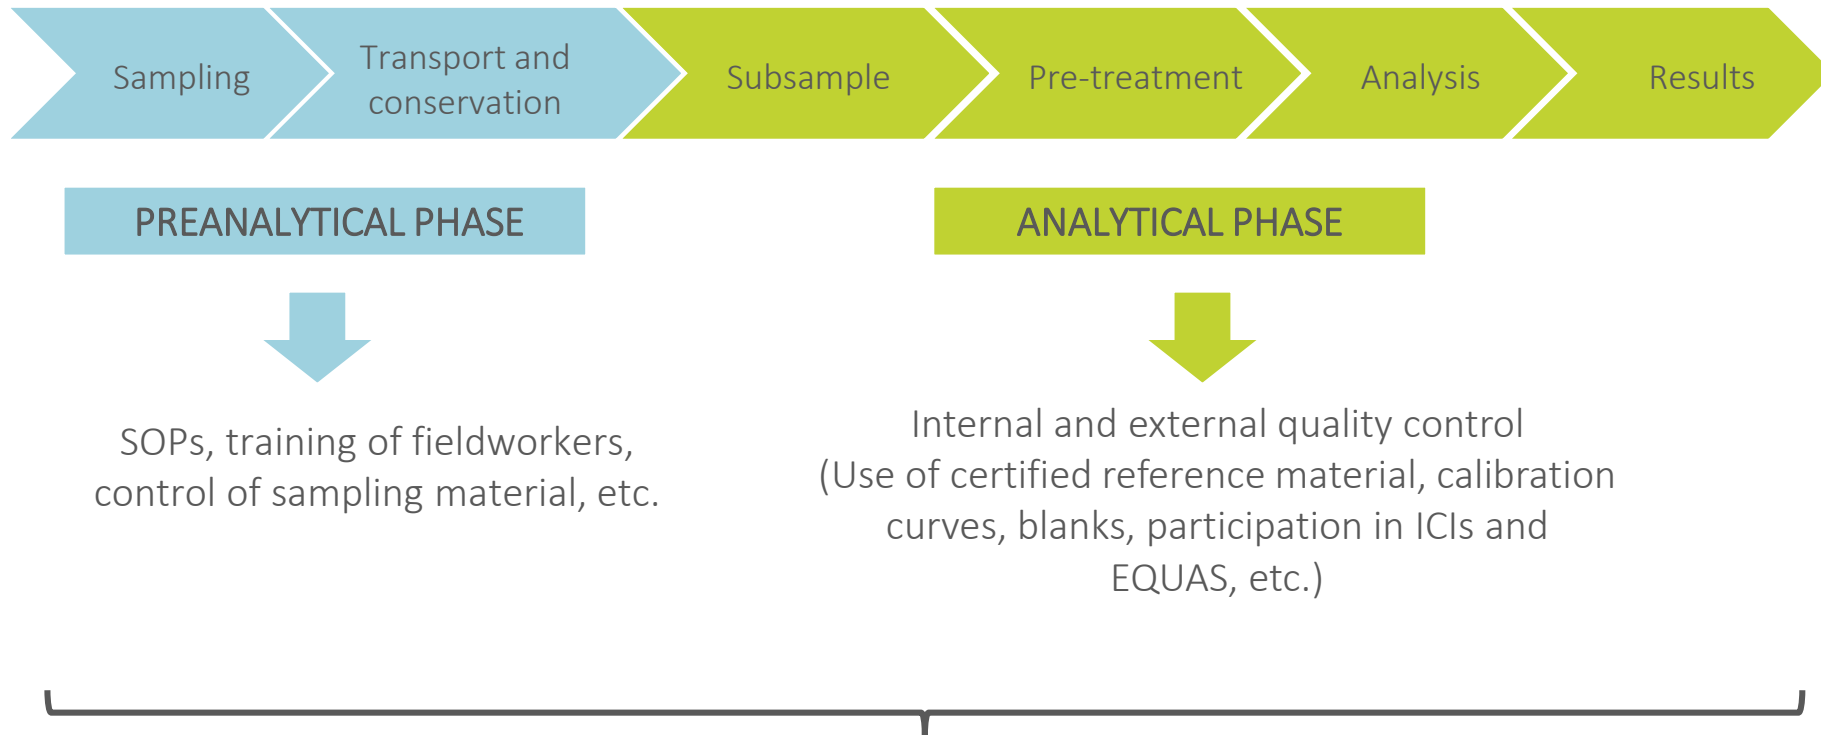 Sampling
Transport and
conservation
Subsample
Pre-treatment
Analysis
Results
PREANALYTICAL PHASE
ANALYTICAL PHASE
SOPs, training of fieldworkers,
control of sampling material, etc.
Internal and external quality control
(Use of certified reference material, calibration
curves, blanks, participation in ICIs and
EQUAS, etc.)